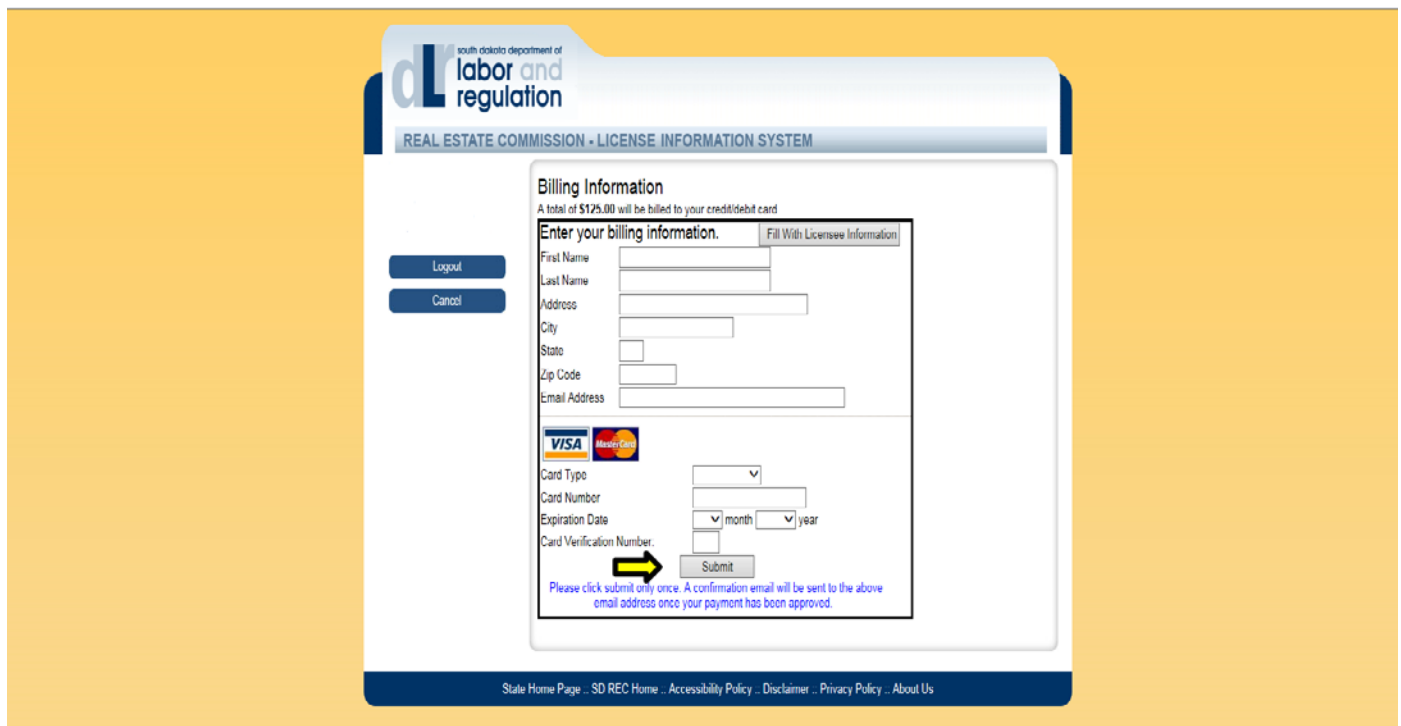 south dakota department of
dlr labor and
regulation
REAL ESTATE COMMISSION - LICENSE INFORMATION SYSTEM
Billing Information
A total of $125.00 will be billed to your credit/debit card
Enter your billing information. Fill With Licensee Information
First Name
Logout
Last Name
Cancel
Address
City
State
Zip Code
Email Address
VISA MasterCard
Card Type
Card Number
Expiration Date month year
Card Verification Number.
Submit
Please click submit only once. A confirmation email will be sent to the above
email address once your payment has been approved.
State Home Page .. SD REC Home .. Accessibility Policy .. Disclaimer .. Privacy Policy .. About Us